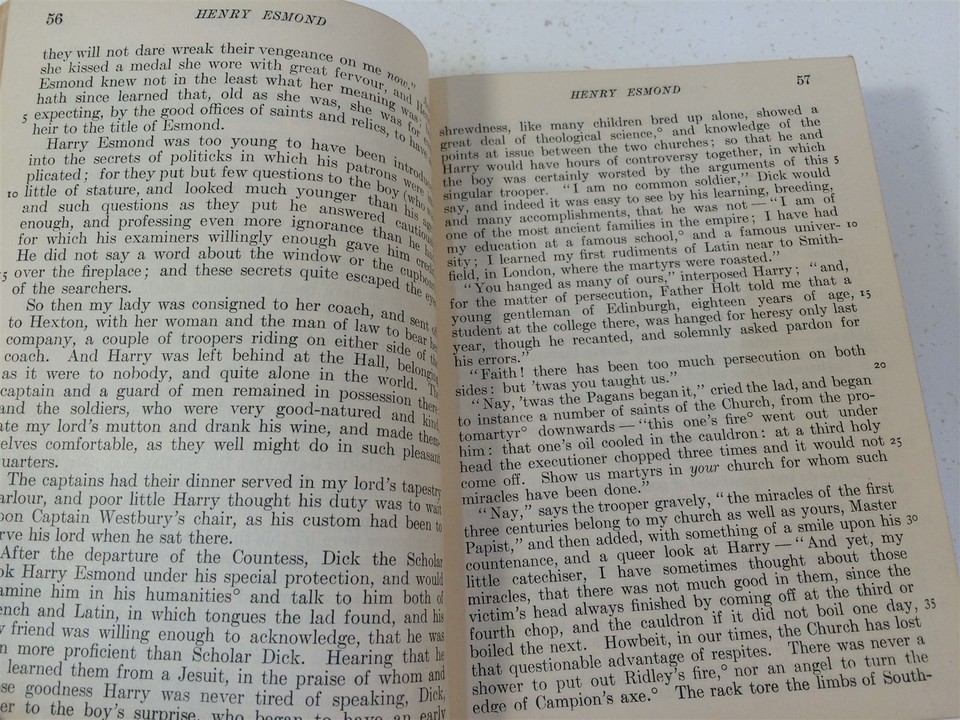 56
HENRY ESMOND
they will not dare wreak their vengeance on me now."
she kissed a medal she wore with great fervour, and
Esmond knew not in the least what her meaning was;
hath since learned that, old as she was, she was for
5 expecting, by the good offices of saints and relics, to have
heir to the title of Esmond.
Harry Esmond was too young to have been
into the secrets of politicks in which his patrons were
plicated; for they put but few questions to the boy (who
10 little of stature, and looked much younger than his age
and such questions as they put he answered
enough, and professing even more ignorance than he
for which his examiners willingly enough gave him
He did not say a word about the window or the cupboard
5 over the fireplace; and these secrets quite escaped the
of the searchers.
So then my lady was consigned to her coach, and sent
to Hexton, with her woman and the man of law to bear
company, a couple of troopers riding on either side of
coach. And Harry was left behind at the Hall, belonging
as it were to nobody, and quite alone in the world. The
captain and a guard of men remained in possession
and the soldiers, who were very good-natured and kind
ate my lord's mutton and drank his wine, and made
elves comfortable, as they well might do in such pleasant
uarters.
The captains had their dinner served in my lord's tapestry
arlour, and poor little Harry thought his duty was to wait
on Captain Westbury's chair, as his custom had been to
rve his lord when he sat there.
After the departure of the Countess, Dick the Scholar
ok Harry Esmond under his special protection, and would
amine him in his humanities° and talk to him both of
ench and Latin, in which tongues the lad found, and his
friend was willing enough to acknowledge, that he was
n more proficient than Scholar Dick. Hearing that he
learned them from a Jesuit, in the praise of whom and
se goodness Harry was never tired of speaking, Dick,
er to the boy's surprise, who began to have an early
HENRY ESMOND
57
shrewdness, like many children bred up alone, showed a
great deal of theological science,° and knowledge of the
points at issue between the two churches; so that he and
Harry would have hours of controversy together, in which
the boy was certainly worsted by the arguments of this 5
singular trooper. "I am no common soldier," Dick would
say, and indeed it was easy to see by his learning, breeding,
and many accomplishments, that he was not — "I am of
one of the most ancient families in the empire; I have had
my education at a famous school,° and a famous univer- 10
sity; I learned my first rudiments of Latin near to Smith-
field, in London, where the martyrs were roasted."
"You hanged as many of ours," interposed Harry; "and,
for the matter of persecution, Father Holt told me that a
young gentleman of Edinburgh, eighteen years of age, 15
student at the college there, was hanged for heresy only last
year, though he recanted, and solemnly asked pardon for
his errors."
"Faith! there has been too much persecution on both
sides: but 'twas you taught us." 20
"Nay, 'twas the Pagans began it," cried the lad, and began
to instance a number of saints of the Church, from the pro-
tomartyr° downwards — "this one's fire° went out under
him: that one's oil cooled in the cauldron: at a third holy
head the executioner chopped three times and it would not 25
come off. Show us martyrs in your church for whom such
miracles have been done."
"Nay," says the trooper gravely, "the miracles of the first
three centuries belong to my church as well as yours, Master
Papist," and then added, with something of a smile upon his 30
countenance, and a queer look at Harry — "And yet, my
little catechiser, I have sometimes thought about those
miracles, that there was not much good in them, since the
victim's head always finished by coming off at the third or
fourth chop, and the cauldron if it did not boil one day, 35
boiled the next. Howbeit, in our times, the Church has lost
that questionable advantage of respites. There was never a
shower to put out Ridley's fire,° nor an angel to turn the
edge of Campion's axe.° The rack tore the limbs of South-